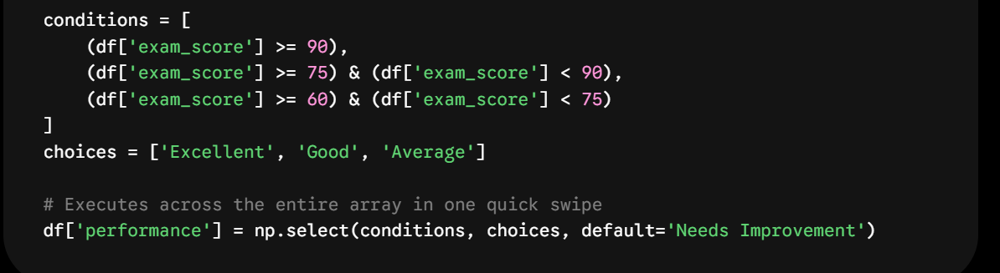 conditions = [
    (df['exam_score'] >= 90),
    (df['exam_score'] >= 75) & (df['exam_score'] < 90),
    (df['exam_score'] >= 60) & (df['exam_score'] < 75)
]
choices = ['Excellent', 'Good', 'Average']

# Executes across the entire array in one quick swipe
df['performance'] = np.select(conditions, choices, default='Needs Improvement')